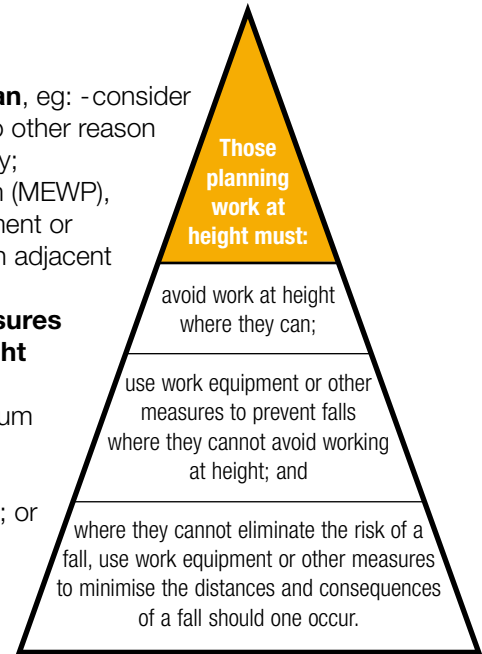 an, eg: -consider
o other reason
y;
n (MEWP),
ment or
n adjacent
sures
ht
um
; or
Those
planning
work at
height must:
avoid work at height
where they can;
use work equipment or other
measures to prevent falls
where they cannot avoid working
at height; and
where they cannot eliminate the risk of a
fall, use work equipment or other measures
to minimise the distances and consequences
of a fall should one occur.